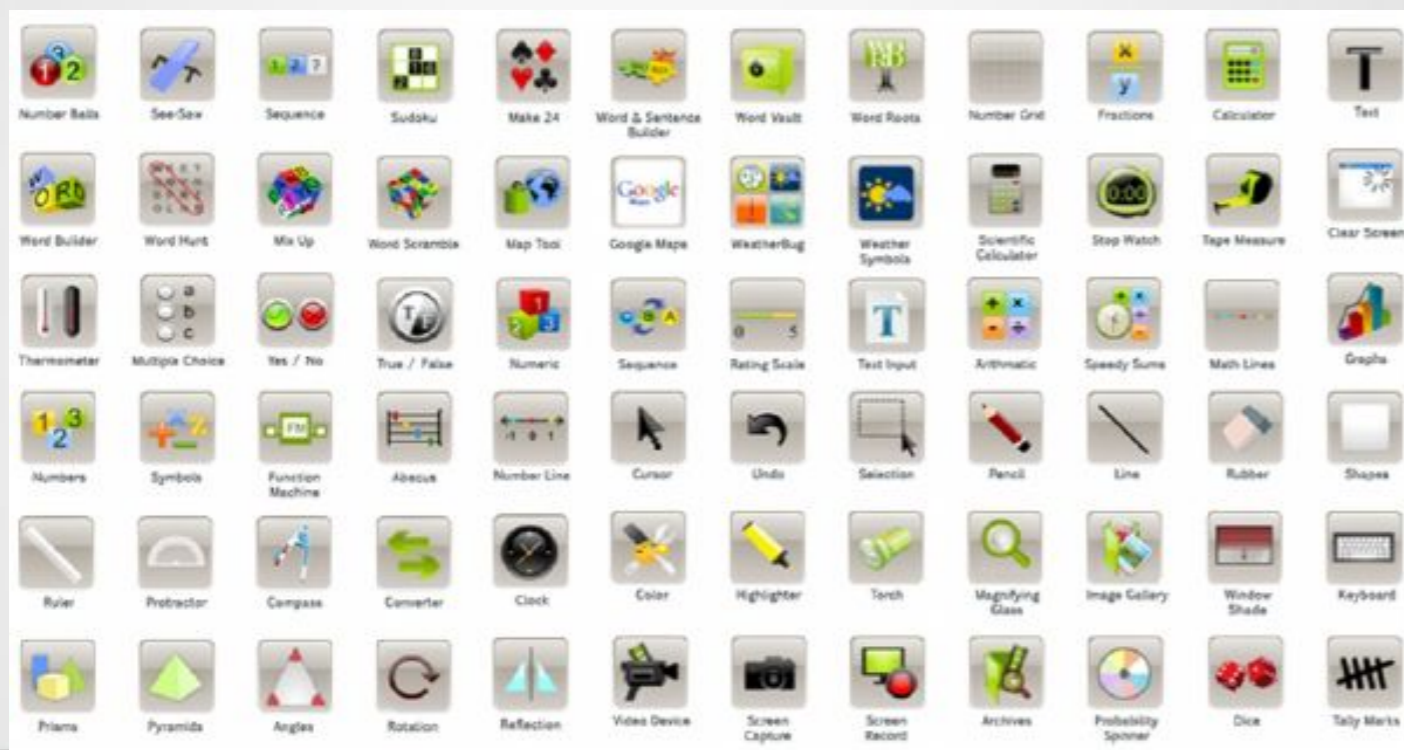 Number Balls See-Saw Sequence Sudoku Make 24 Word & Sentence Builder Word Vault Word Roots Number Grid Fractions Calculator Text
Word Builder Word Hunt Mix Up Word Scramble Map Tool Google Maps WeatherBug Weather Symbols Scientific Calculator Stop Watch Tape Measure Clear Screen
Thermometer Multiple Choice Yes / No True / False Numeric Sequence Rating Scale Text Input Arithmatic Speedy Sums Math Lines Graphs
Numbers Symbols Function Machine Abacus Number Line Cursor Undo Selection Pencil Line Rubber Shapes
Ruler Protractor Compass Converter Clock Color Highlighter Torch Magnifying Glass Image Gallery Window Shade Keyboard
Prisms Pyramids Angles Rotation Reflection Video Device Screen Capture Screen Record Archives Probability Spinner Dice Tally Marks